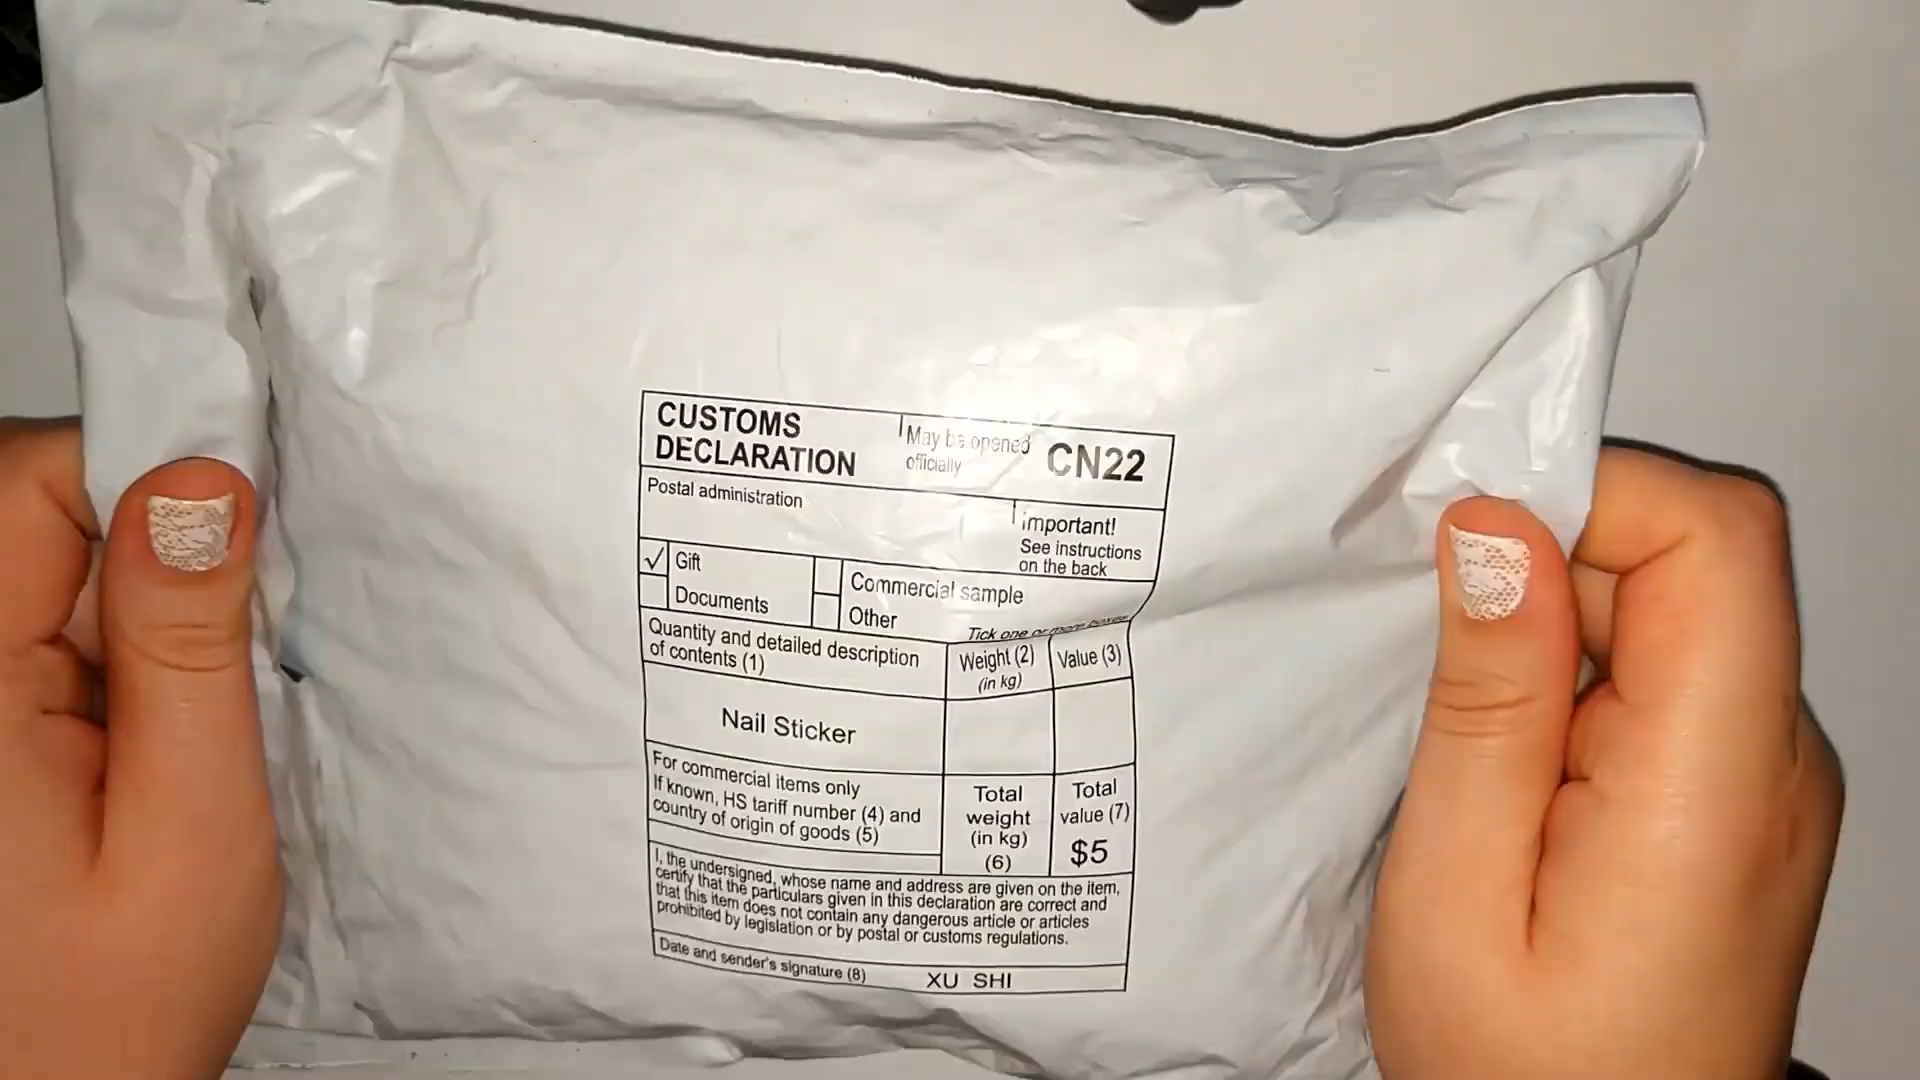 CUSTOMS
DECLARATION
May be opened
officially
CN22
Postal administration
important!
See instructions
on the back
✓ Gift
Commercial sample
Documents
Other
Tick one or more boxes
Quantity and detailed description
of contents (1)
Weight (2)
(in kg)
Value (3)
Nail Sticker
For commercial items only
If known, HS tariff number (4) and
country of origin of goods (5)
Total
weight
(in kg)
(6)
Total
value (7)
$5
I, the undersigned, whose name and address are given on the item,
certify that the particulars given in this declaration are correct and
that this item does not contain any dangerous article or articles
prohibited by legislation or by postal or customs regulations.
Date and sender's signature (8)
XU SHI